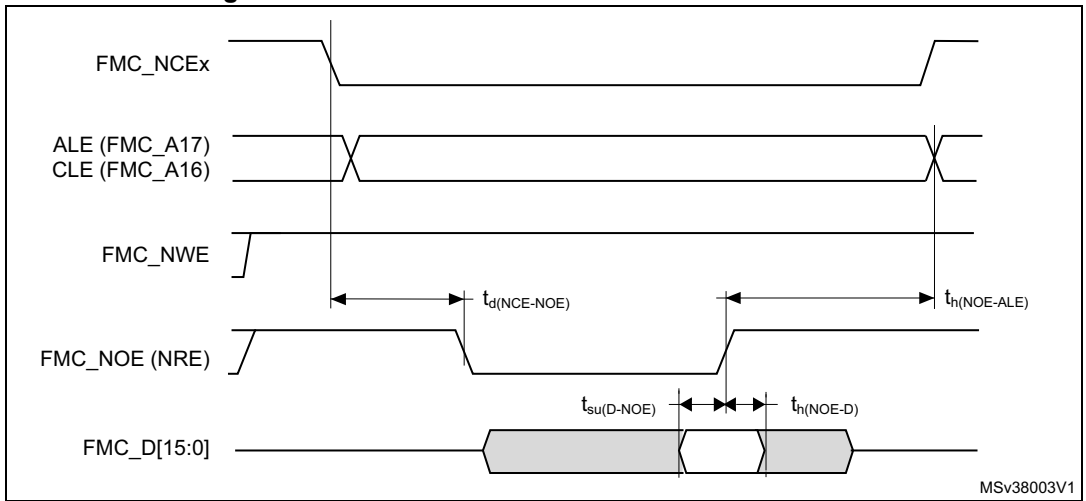 FMC_NCEx
ALE (FMC_A17)
CLE (FMC_A16)
FMC_NWE
td(NCE-NOE)
th(NOE-ALE)
FMC_NOE (NRE)
tsu(D-NOE)
th(NOE-D)
FMC_D[15:0]
MSv38003V1